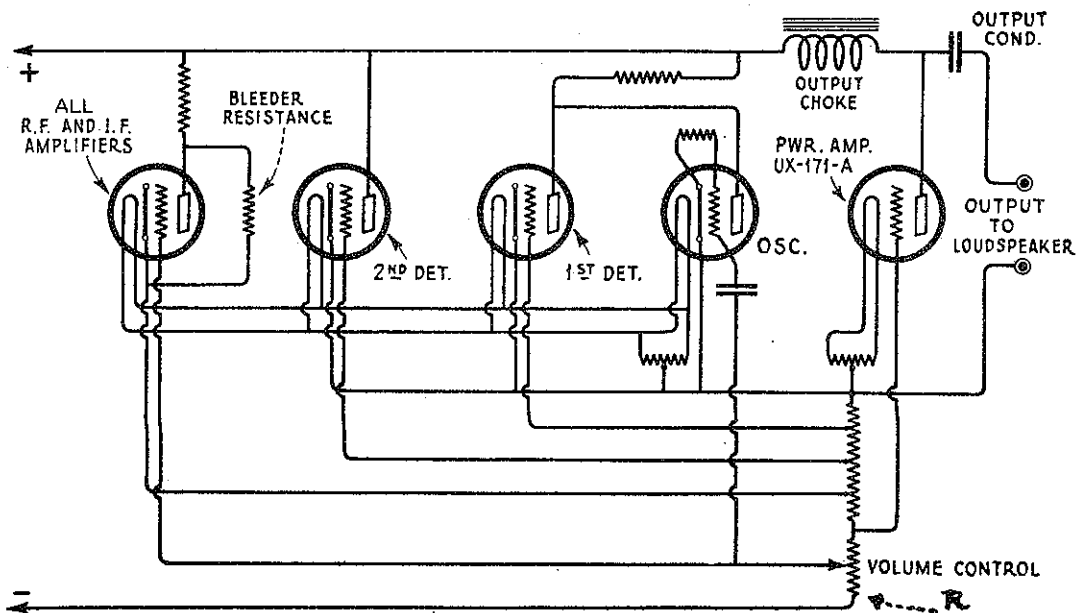 OUTPUT
COND.
+
ALL
R.F. AND I.F.
AMPLIFIERS
BLEEDER
RESISTANCE
OUTPUT
CHOKE
PWR. AMP.
UX-171-A
2ND DET.
1ST DET.
OSC.
OUTPUT
TO
LOUDSPEAKER
VOLUME CONTROL
-
R